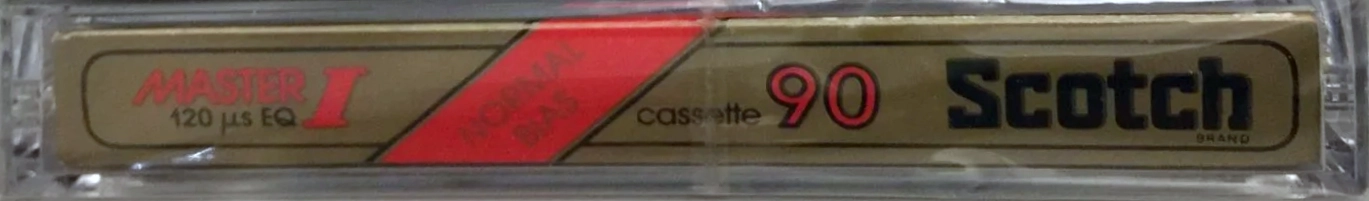 MASTER I
120 µs EQ
NORMAL
BIAS
cassette 90
Scotch
BRAND